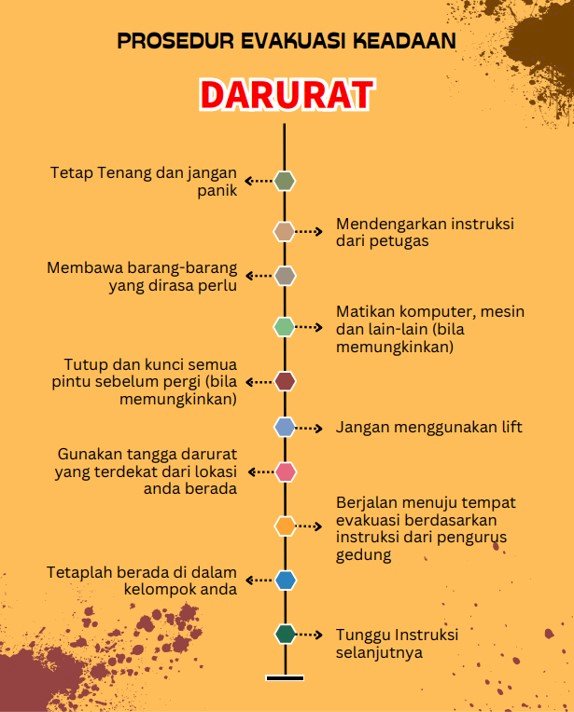 PROSEDUR EVAKUASI KEADAAN
DARURAT
Tetap Tenang dan jangan
panik
Mendengarkan instruksi
dari petugas
Membawa barang-barang
yang dirasa perlu
Matikan komputer, mesin
dan lain-lain (bila
memungkinkan)
Tutup dan kunci semua
pintu sebelum pergi (bila
memungkinkan)
Jangan menggunakan lift
Gunakan tangga darurat
yang terdekat dari lokasi
anda berada
Berjalan menuju tempat
evakuasi berdasarkan
instruksi dari pengurus
gedung
Tetaplah berada di dalam
kelompok anda
Tunggu Instruksi
selanjutnya